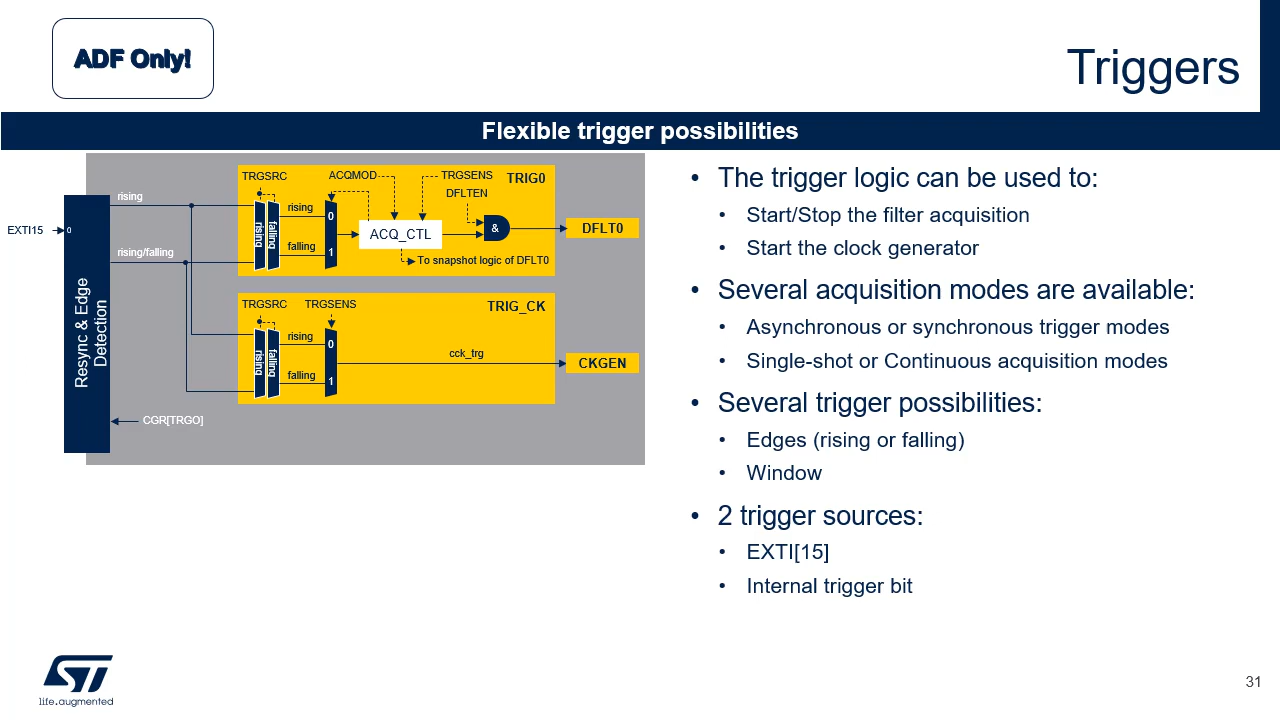 ADF Only!
Triggers
Flexible trigger possibilities
EXTI15
0
Resync & Edge
Detection
rising
rising/falling
CGR[TRGO]
TRGSRC
ACQMOD
TRGSENS
TRIG0
DFLTEN
rising
falling
rising
falling
0
1
ACQ_CTL
&
DFLT0
To snapshot logic of DFLT0
TRGSRC
TRGSENS
TRIG_CK
rising
falling
rising
falling
0
1
cck_trg
CKGEN
• The trigger logic can be used to:
• Start/Stop the filter acquisition
• Start the clock generator
• Several acquisition modes are available:
• Asynchronous or synchronous trigger modes
• Single-shot or Continuous acquisition modes
• Several trigger possibilities:
• Edges (rising or falling)
• Window
• 2 trigger sources:
• EXTI[15]
• Internal trigger bit
ST
life.augmented
31